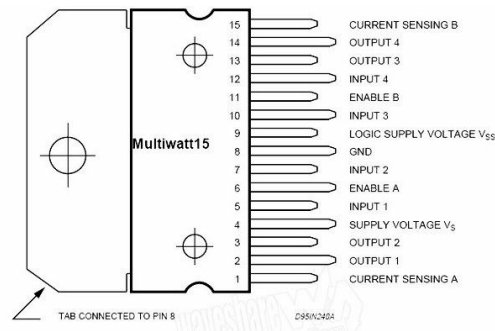 15 CURRENT SENSING B
14 OUTPUT 4
13 OUTPUT 3
12 INPUT 4
11 ENABLE B
10 INPUT 3
9 LOGIC SUPPLY VOLTAGE VSS
8 GND
Multiwatt15
7 INPUT 2
6 ENABLE A
5 INPUT 1
4 SUPPLY VOLTAGE VS
3 OUTPUT 2
2 OUTPUT 1
1 CURRENT SENSING A
TAB CONNECTED TO PIN 8
D95IN240A